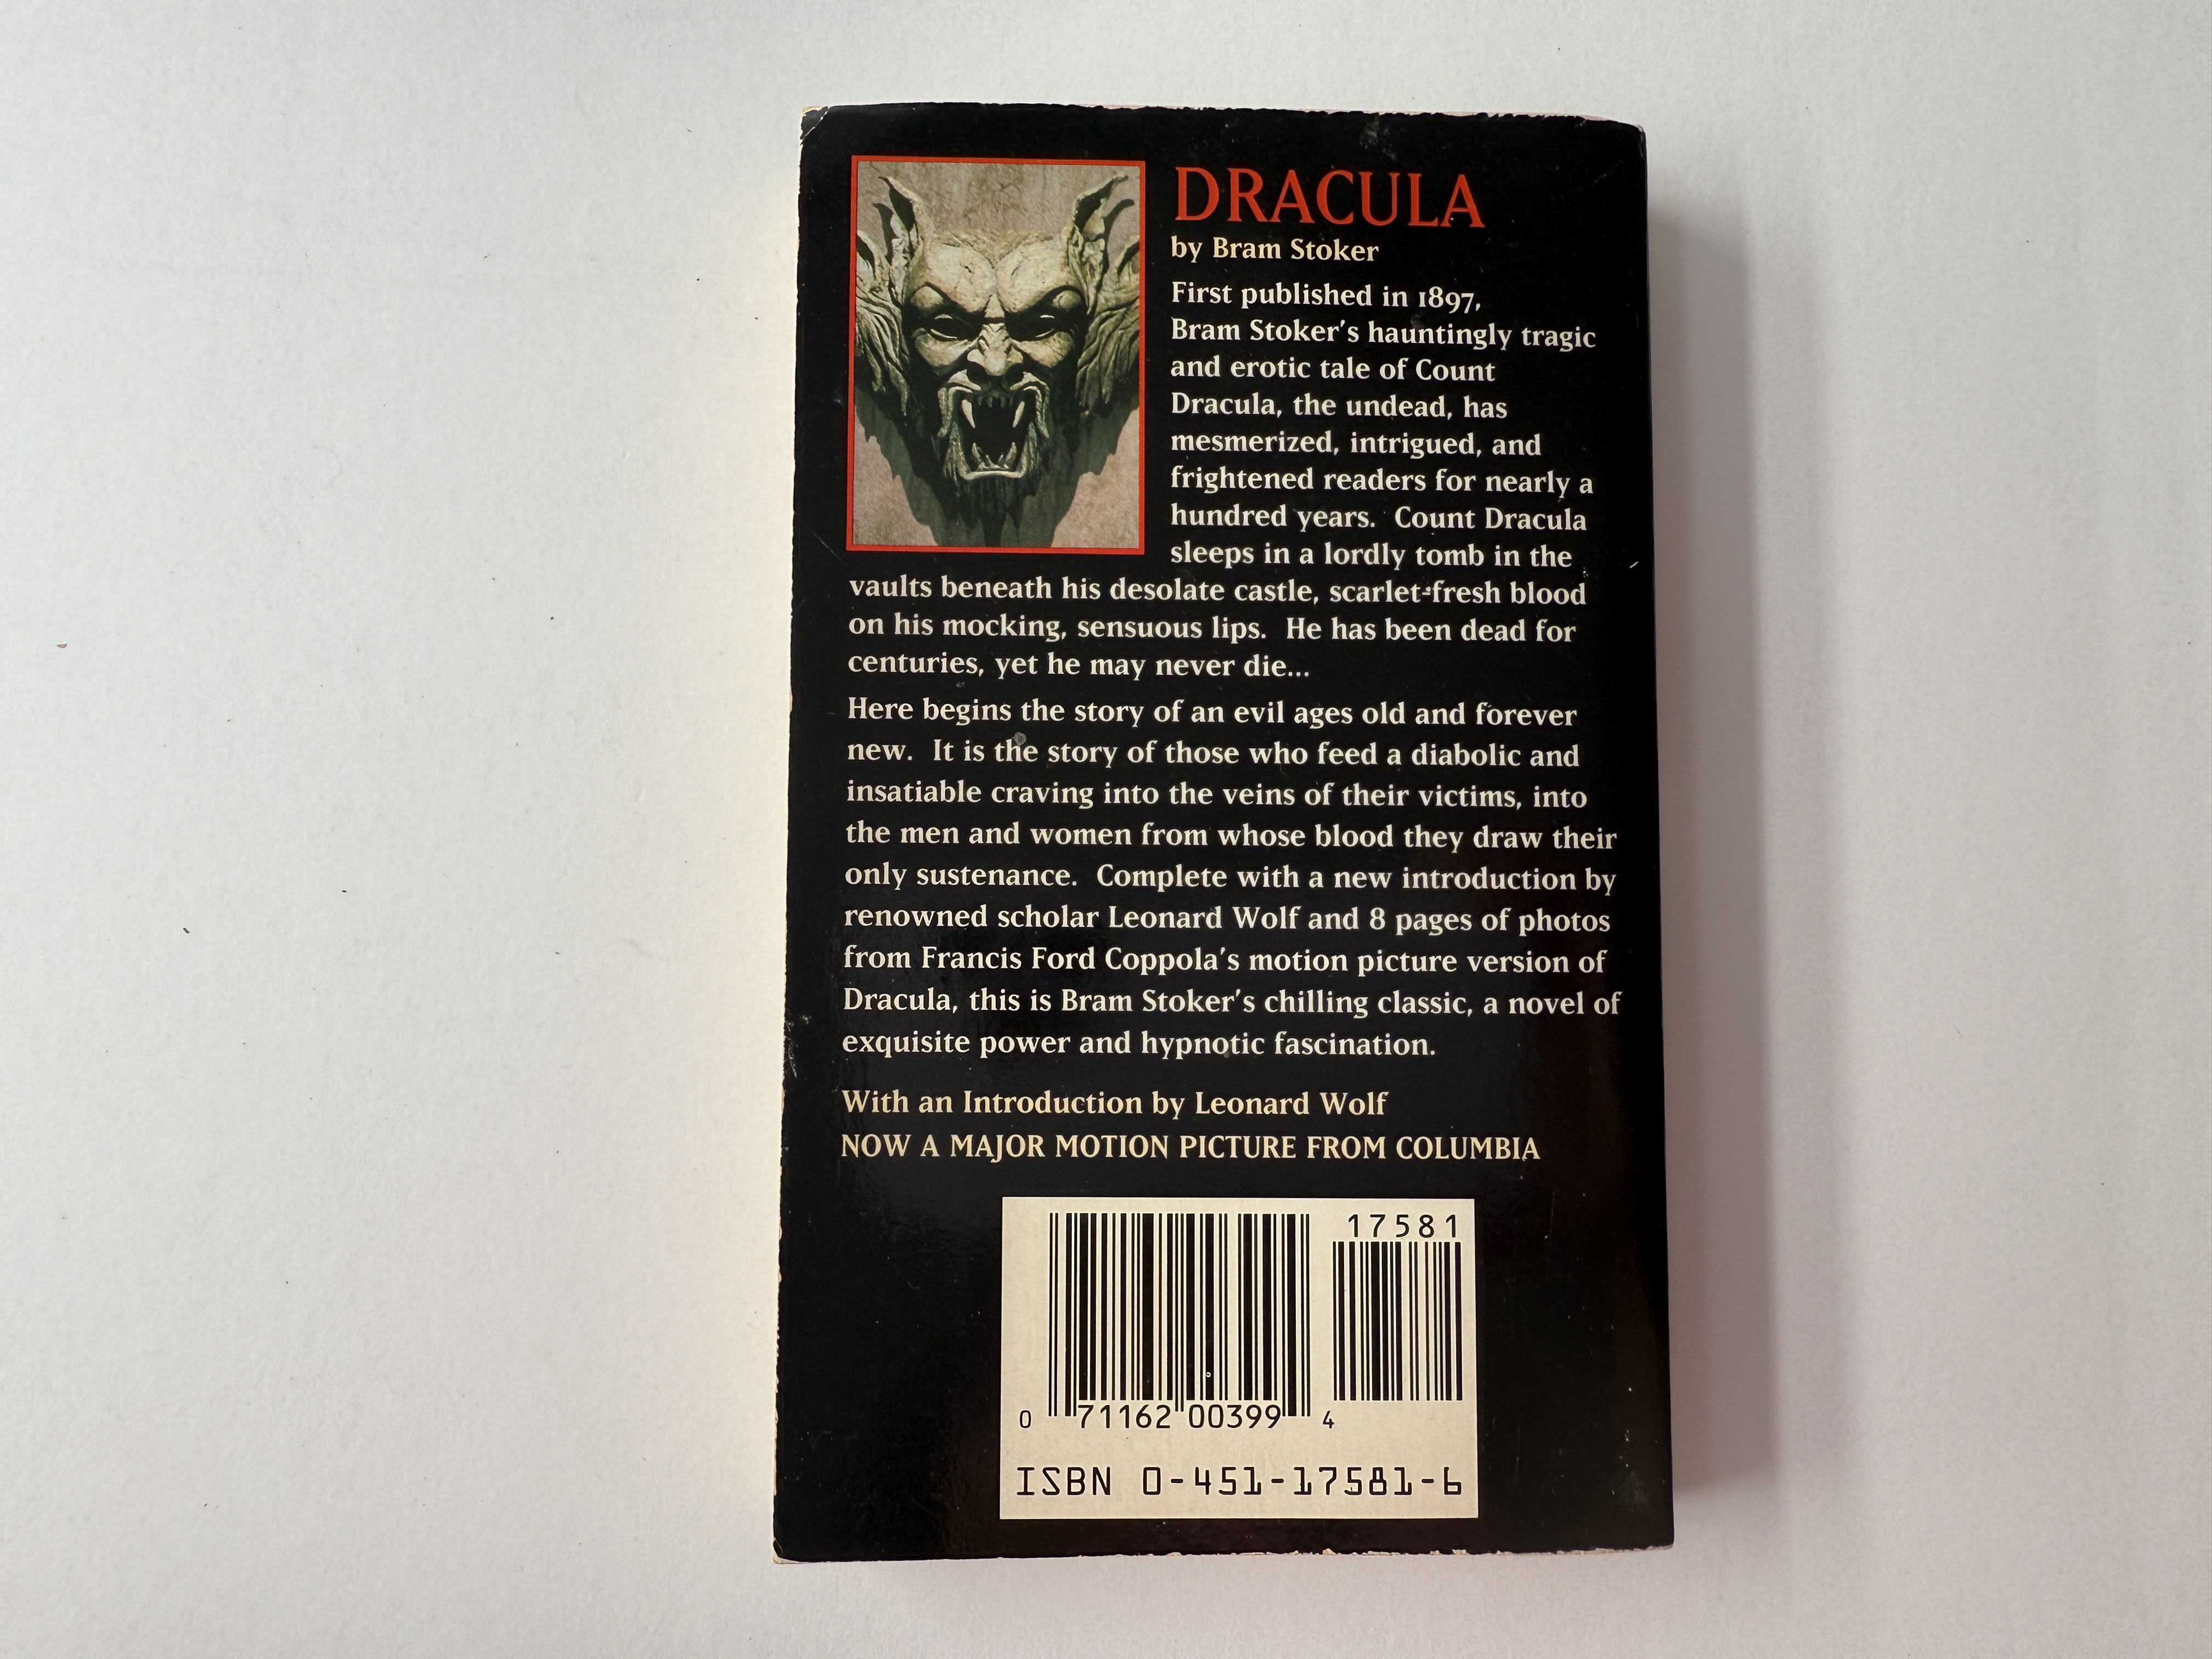 DRACULA
by Bram Stoker
First published in 1897,
Bram Stoker's hauntingly tragic
and erotic tale of Count
Dracula, the undead, has
mesmerized, intrigued, and
frightened readers for nearly a
hundred years. Count Dracula
sleeps in a lordly tomb in the
vaults beneath his desolate castle, scarlet-fresh blood
on his mocking, sensuous lips. He has been dead for
centuries, yet he may never die...
Here begins the story of an evil ages old and forever
new. It is the story of those who feed a diabolic and
insatiable craving into the veins of their victims, into
the men and women from whose blood they draw their
only sustenance. Complete with a new introduction by
renowned scholar Leonard Wolf and 8 pages of photos
from Francis Ford Coppola's motion picture version of
Dracula, this is Bram Stoker's chilling classic, a novel of
exquisite power and hypnotic fascination.
With an Introduction by Leonard Wolf
NOW A MAJOR MOTION PICTURE FROM COLUMBIA
17581
0 71162 00399 4
ISBN 0-451-17581-6